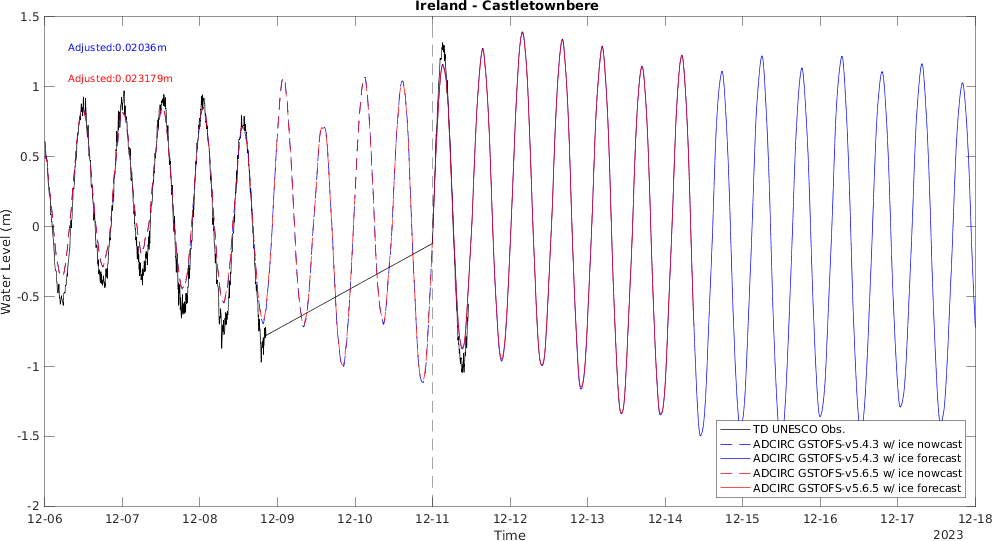 Ireland - Castletownbere
Adjusted:0.02036m
Adjusted:0.023179m
Water Level (m)
1.5
1
0.5
0
-0.5
-1
-1.5
-2
TD UNESCO Obs.
ADCIRC GSTOFS-v5.4.3 w/ ice nowcast
ADCIRC GSTOFS-v5.4.3 w/ ice forecast
ADCIRC GSTOFS-v5.6.5 w/ ice nowcast
ADCIRC GSTOFS-v5.6.5 w/ ice forecast
12-06 12-07 12-08 12-09 12-10 12-11 12-12 12-13 12-14 12-15 12-16 12-17 12-18
Time
2023